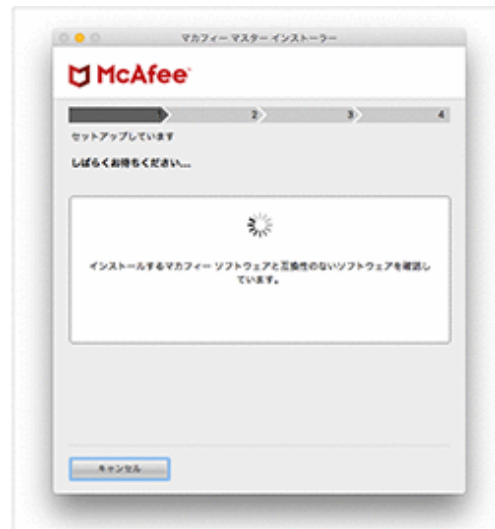 マカフィー マスター インストーラー
McAfee
1 2 3 4
セットアップしています
しばらくお待ちください...
インストールするマカフィー ソフトウェアと互換性のないソフトウェアを確認し
ています。
キャンセル